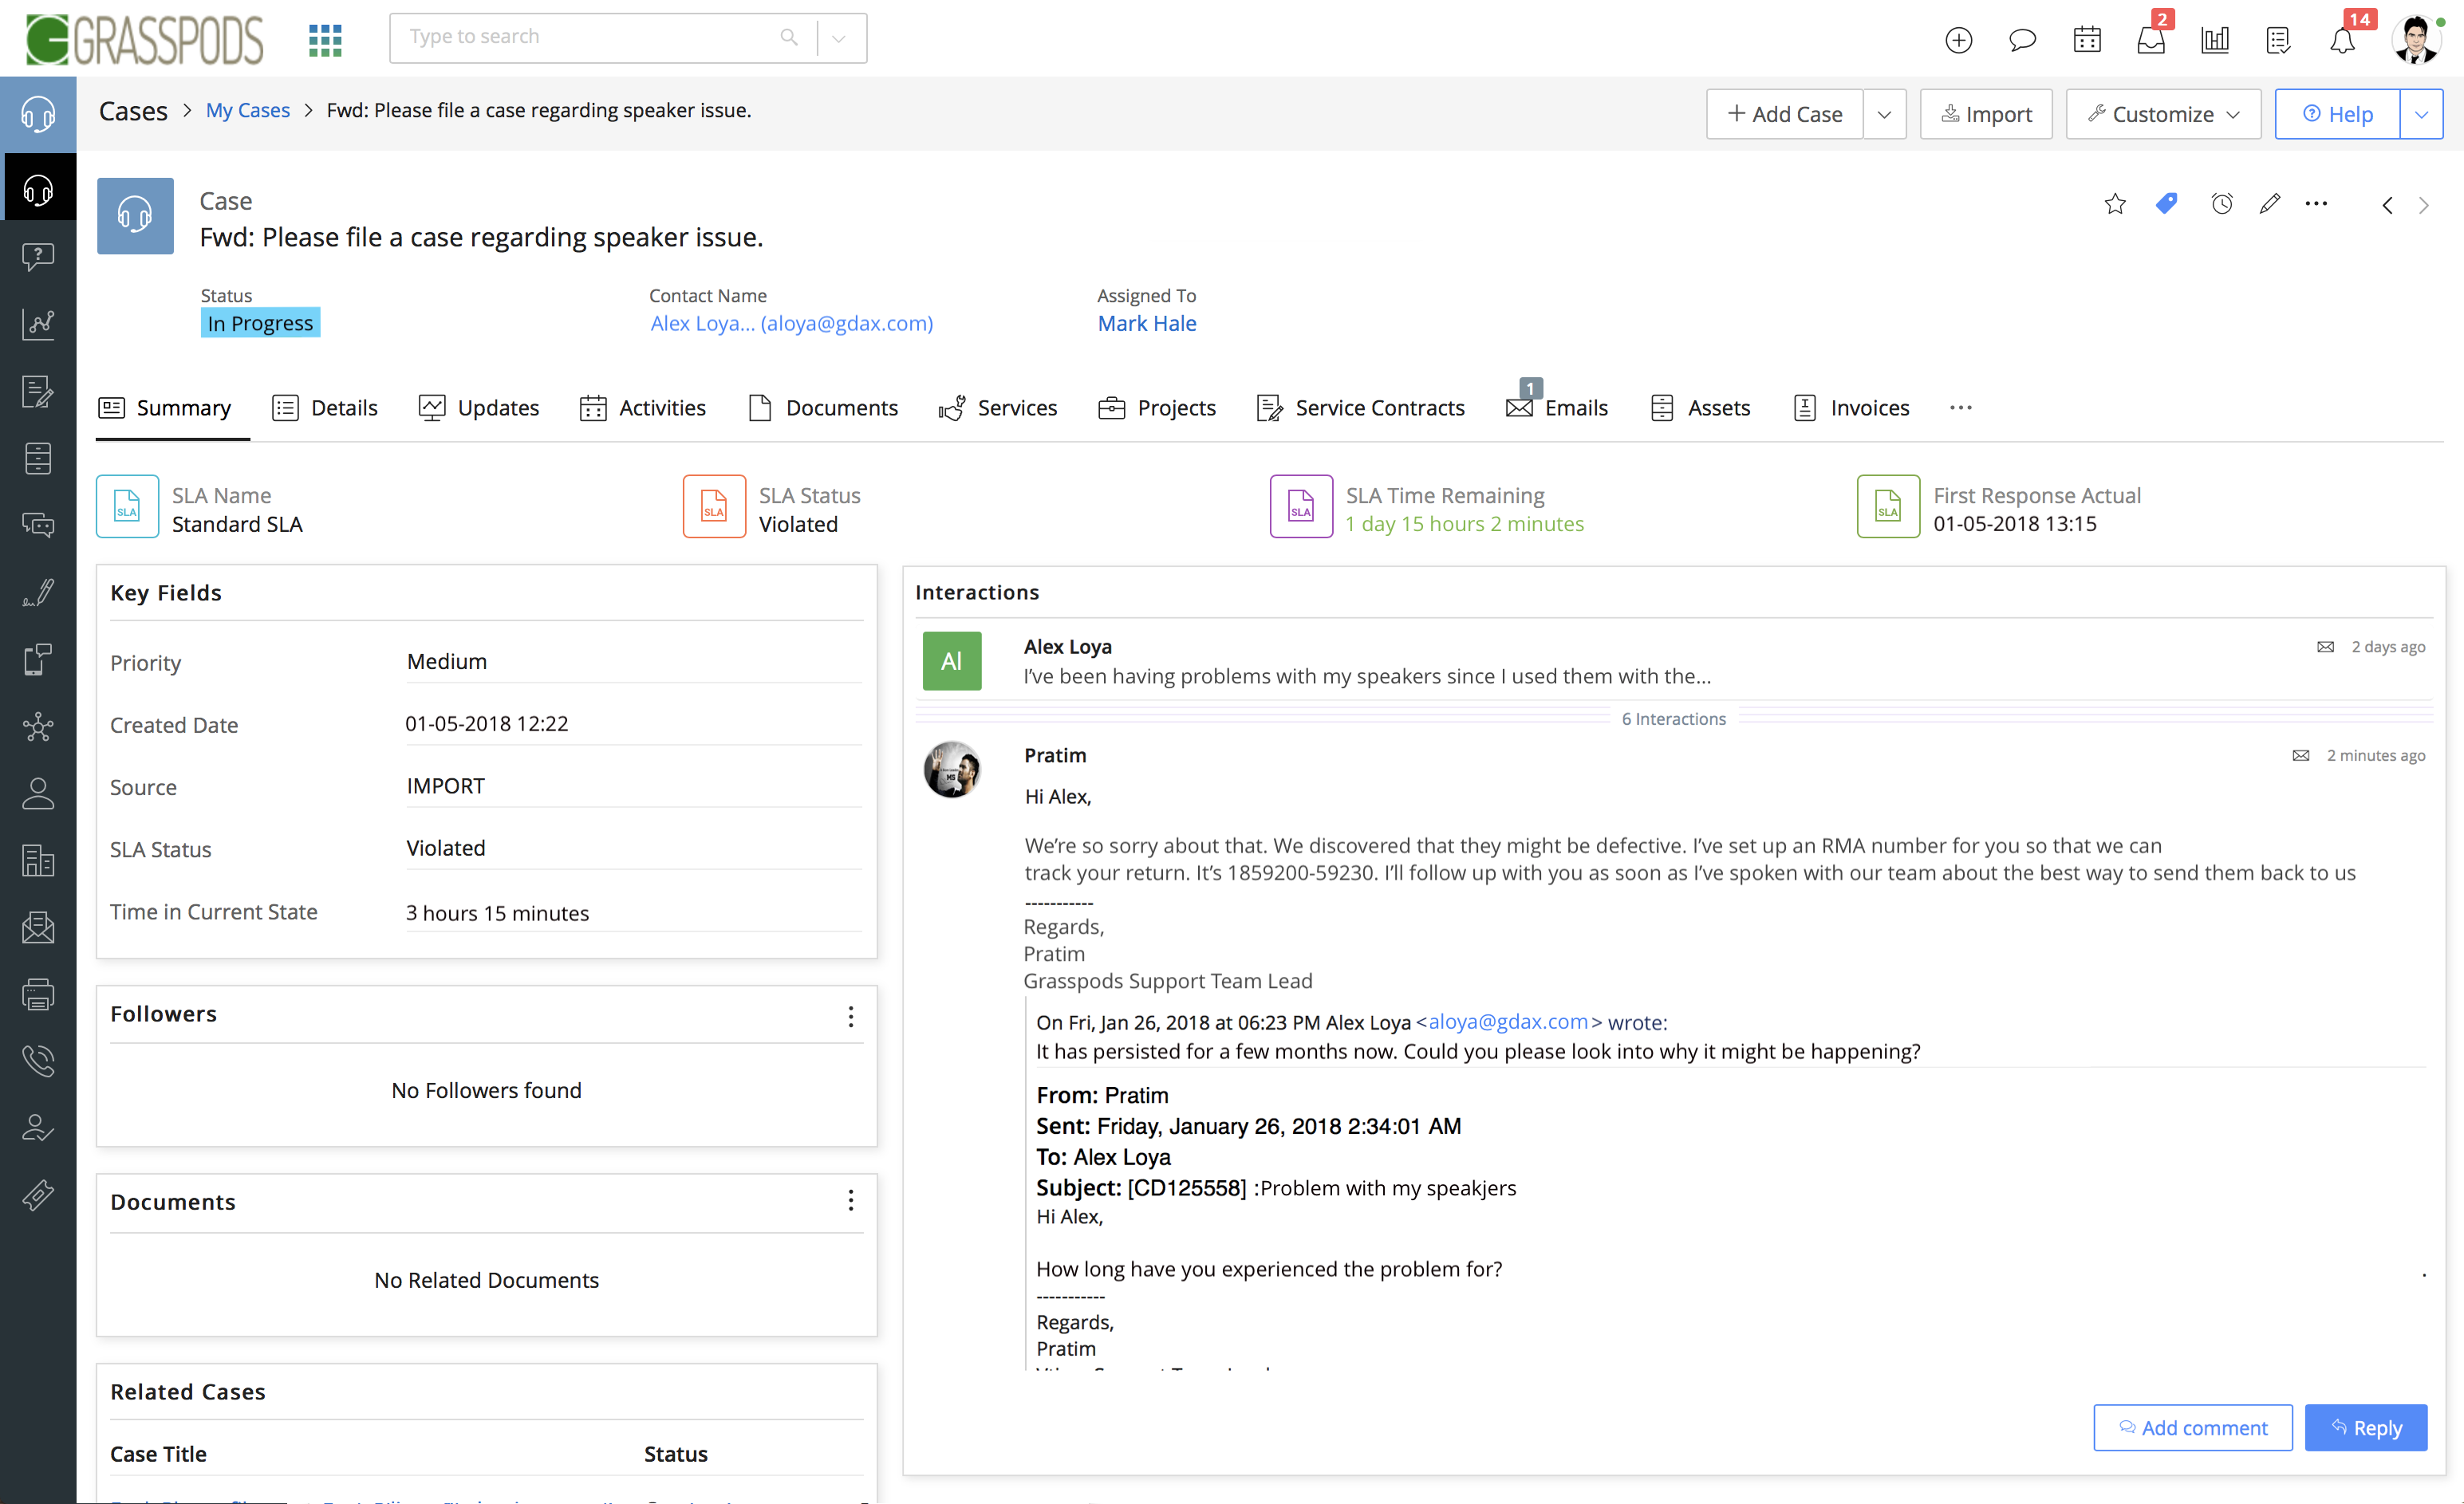 GRASSPODS
Type to search
2
14
Cases > My Cases > Fwd: Please file a case regarding speaker issue.
+ Add Case
Import
Customize
Help
Case
Fwd: Please file a case regarding speaker issue.
Status
In Progress
Contact Name
Alex Loya... (aloya@gdax.com)
Assigned To
Mark Hale
Summary
Details
Updates
Activities
Documents
Services
Projects
Service Contracts
1
Emails
Assets
Invoices
SLA
SLA Name
Standard SLA
SLA
SLA Status
Violated
SLA
SLA Time Remaining
1 day 15 hours 2 minutes
SLA
First Response Actual
01-05-2018 13:15
Key Fields
Priority Medium
Created Date 01-05-2018 12:22
Source IMPORT
SLA Status Violated
Time in Current State 3 hours 15 minutes
Followers
No Followers found
Documents
No Related Documents
Related Cases
Case Title Status
Interactions
Al
Alex Loya
2 days ago
I've been having problems with my speakers since I used them with the...
6 Interactions
Pratim
2 minutes ago
Hi Alex,
We're so sorry about that. We discovered that they might be defective. I've set up an RMA number for you so that we can
track your return. It's 1859200-59230. I'll follow up with you as soon as I've spoken with our team about the best way to send them back to us
-----------
Regards,
Pratim
Grasspods Support Team Lead
On Fri, Jan 26, 2018 at 06:23 PM Alex Loya <aloya@gdax.com> wrote:
It has persisted for a few months now. Could you please look into why it might be happening?
From: Pratim
Sent: Friday, January 26, 2018 2:34:01 AM
To: Alex Loya
Subject: [CD125558] :Problem with my speakjers
Hi Alex,
How long have you experienced the problem for?
.
-----------
Regards,
Pratim
Add comment
Reply